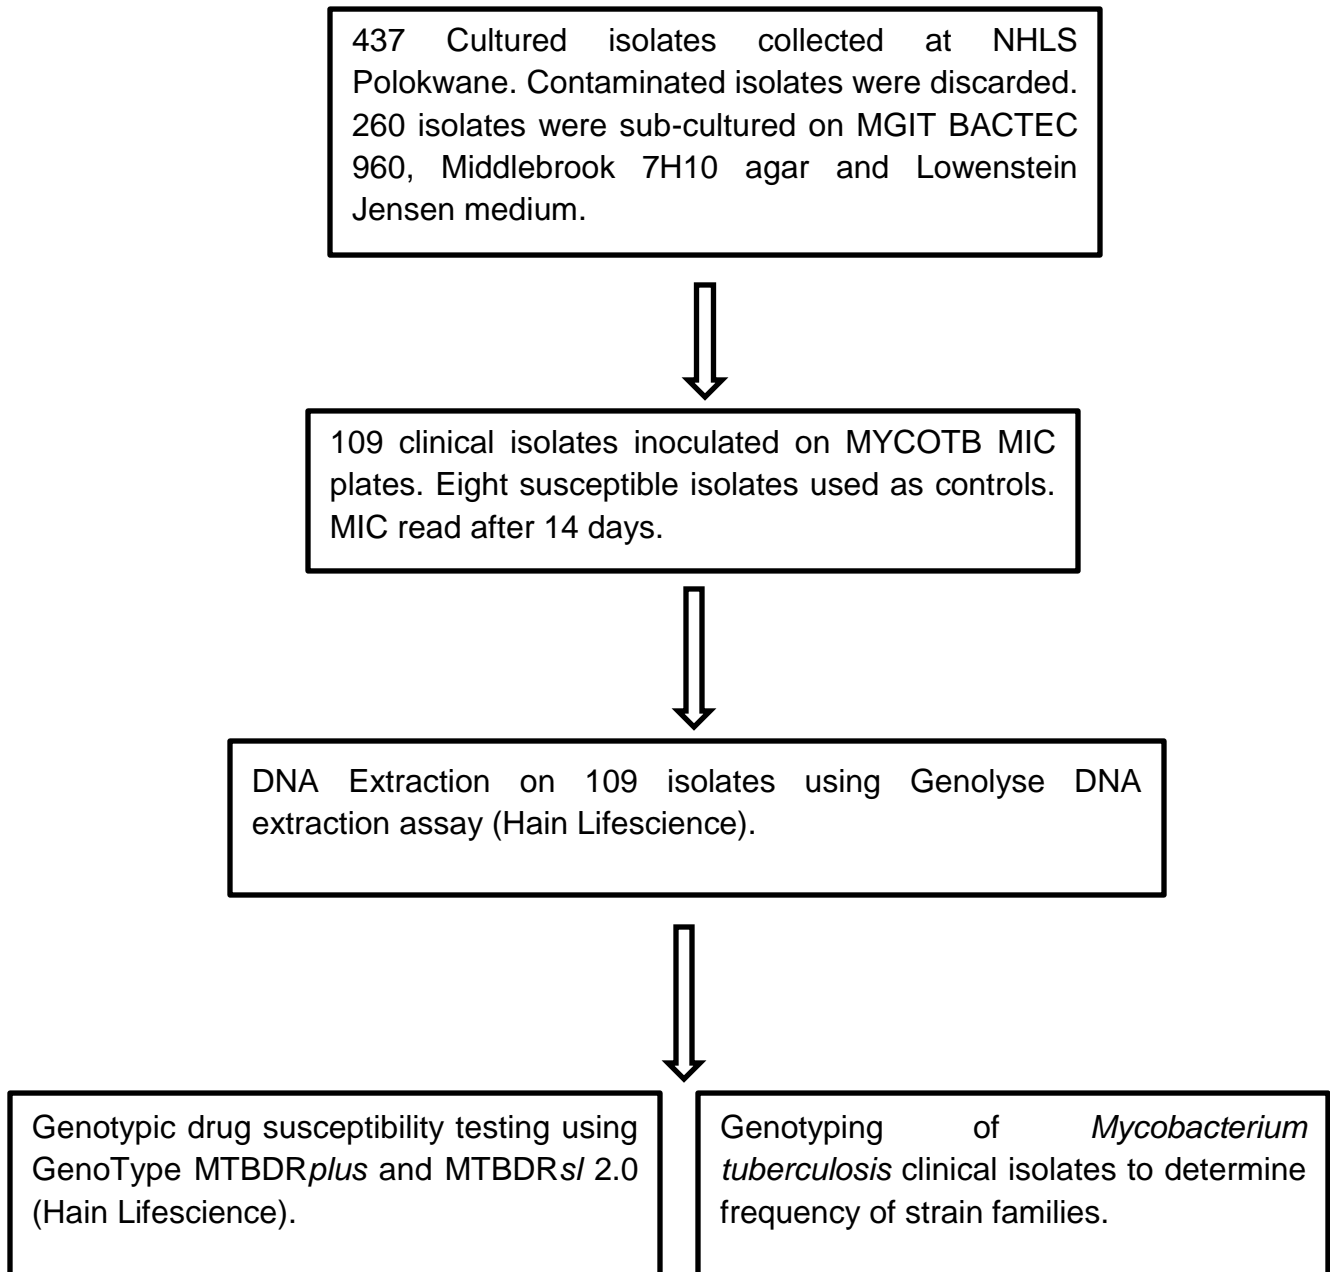 437 Cultured isolates collected at NHLS
Polokwane. Contaminated isolates were discarded.
260 isolates were sub-cultured on MGIT BACTEC
960, Middlebrook 7H10 agar and Lowenstein
Jensen medium.
109 clinical isolates inoculated on MYCOTB MIC
plates. Eight susceptible isolates used as controls.
MIC read after 14 days.
DNA Extraction on 109 isolates using Genolyse DNA
extraction assay (Hain Lifescience).
Genotypic drug susceptibility testing using
GenoType MTBDRplus and MTBDRsl 2.0
(Hain Lifescience).
Genotyping of Mycobacterium
tuberculosis clinical isolates to determine
frequency of strain families.